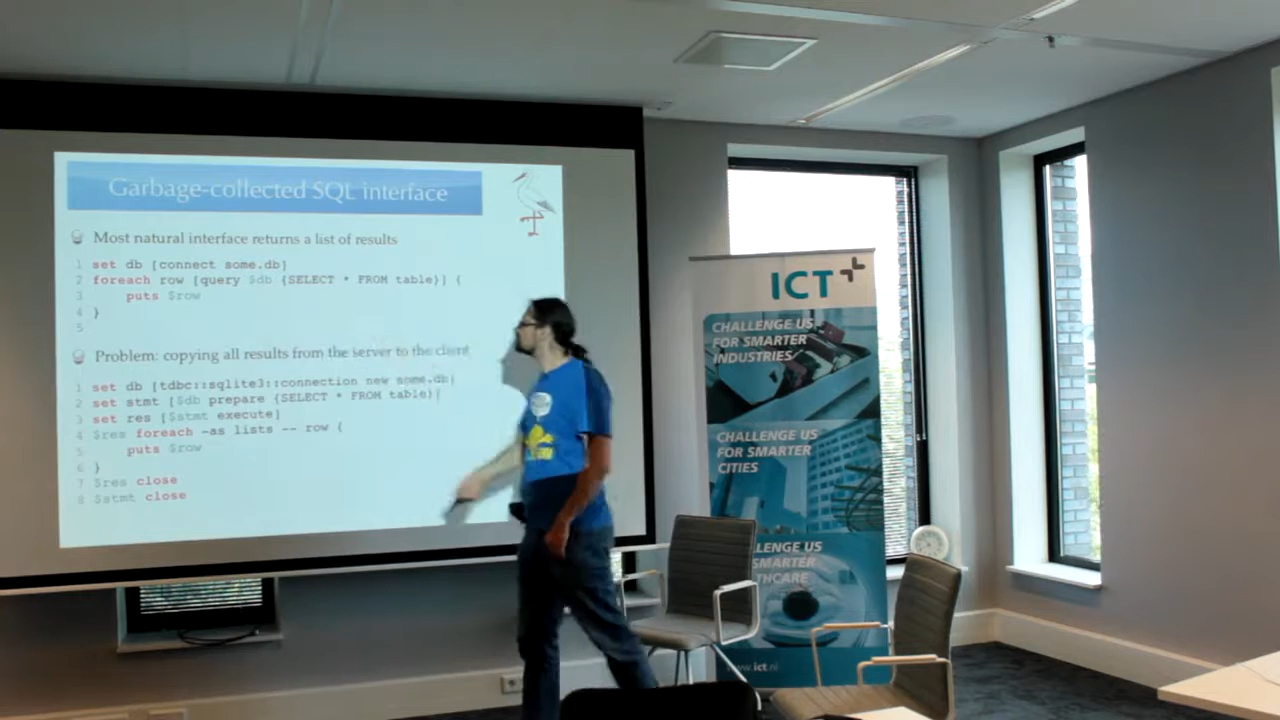 Garbage-collected SQL interface
Most natural interface returns a list of results
1 set db [connect some.db]
2 foreach row [query $db {SELECT * FROM table}] {
3 puts $row
4 }
5
Problem: copying all results from the server to the client
1 set db [tdbc::sqlite3::connection new some.db]
2 set stmt [$db prepare {SELECT * FROM table}]
3 set res [$stmt execute]
4 $res foreach -as lists -- row {
5 puts $row
6 }
7 $res close
8 $stmt close
ICT
CHALLENGE US
FOR SMARTER
INDUSTRIES
CHALLENGE US
FOR SMARTER
CITIES
LENGE US
SMARTER
THCARE
www.ict.nl